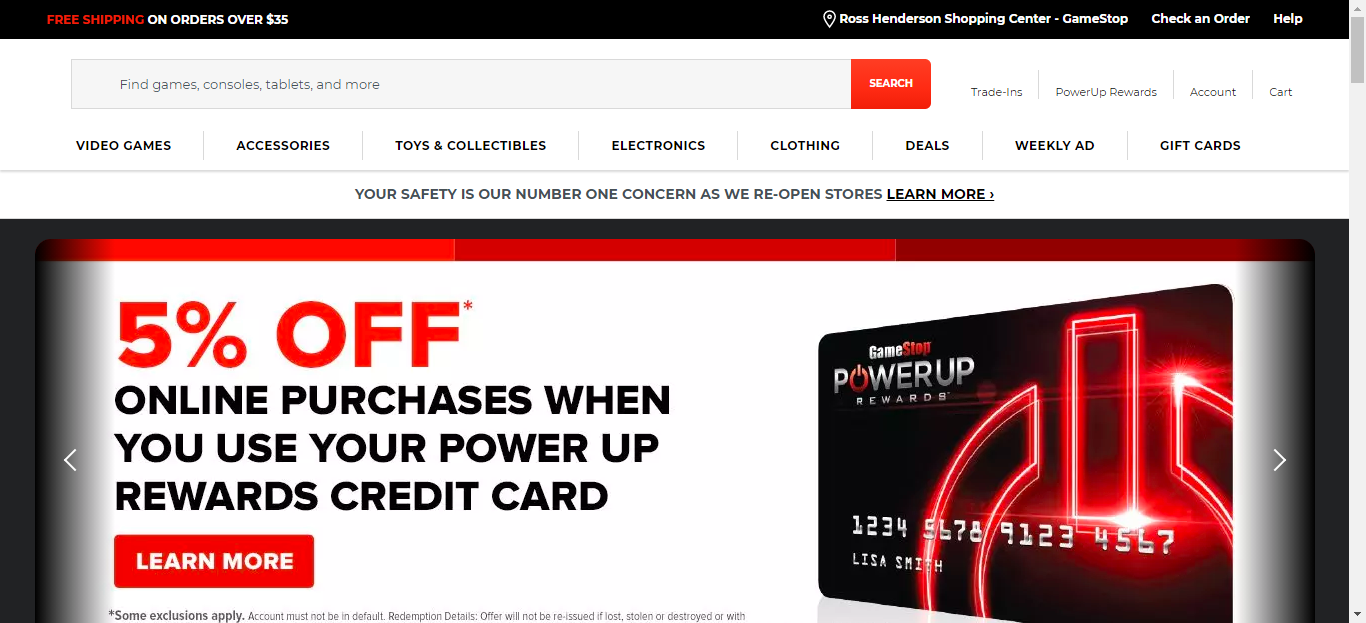 FREE SHIPPING ON ORDERS OVER $35
Ross Henderson Shopping Center - GameStop
Check an Order
Help
Find games, consoles, tablets, and more
SEARCH
Trade-Ins
PowerUp Rewards
Account
Cart
VIDEO GAMES
ACCESSORIES
TOYS & COLLECTIBLES
ELECTRONICS
CLOTHING
DEALS
WEEKLY AD
GIFT CARDS
YOUR SAFETY IS OUR NUMBER ONE CONCERN AS WE RE-OPEN STORES LEARN MORE ›
5% OFF*
ONLINE PURCHASES WHEN
YOU USE YOUR POWER UP
REWARDS CREDIT CARD
LEARN MORE
*Some exclusions apply. Account must not be in default. Redemption Details: Offer will not be re-issued if lost, stolen or destroyed or with
GameStop
POWERUP
REWARDS™
1234 5678 9123 4567
LISA SMITH